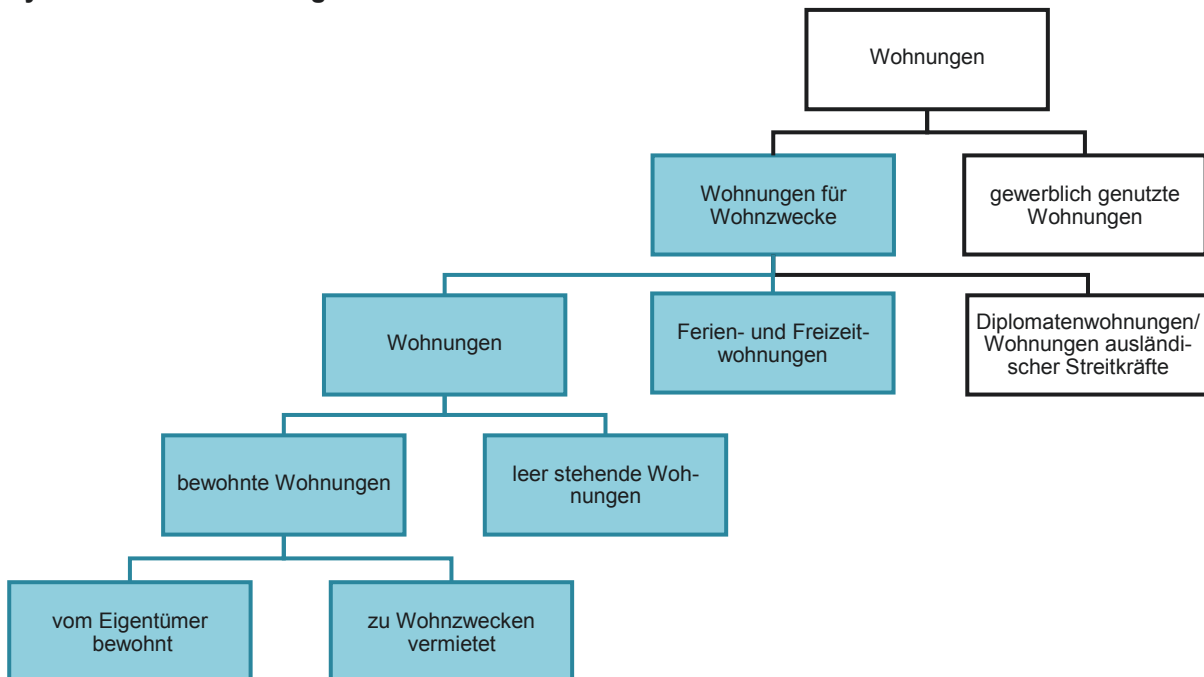 Wohnungen
Wohnungen für
Wohnzwecke
gewerblich genutzte
Wohnungen
Wohnungen
Ferien- und Freizeit-
wohnungen
Diplomatenwohnungen/
Wohnungen ausländi-
scher Streitkräfte
bewohnte Wohnungen
leer stehende Woh-
nungen
vom Eigentümer
bewohnt
zu Wohnzwecken
vermietet